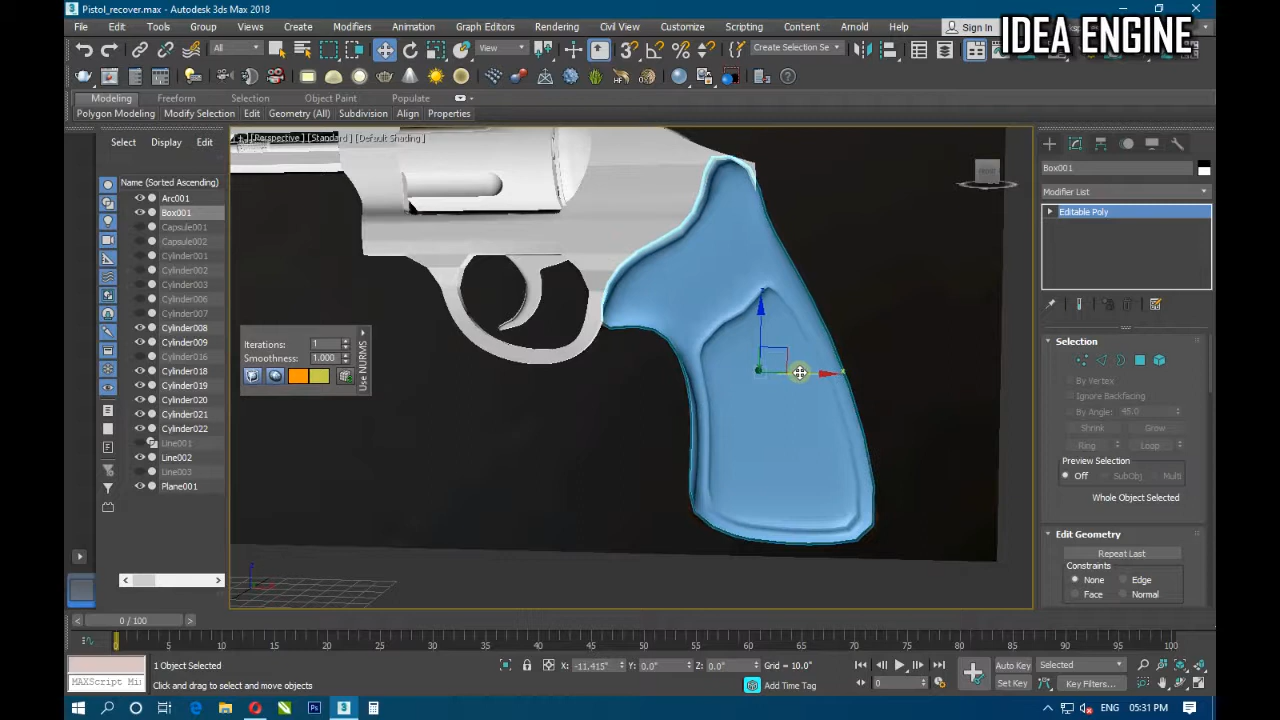 Pistol_recover.max - Autodesk 3ds Max 2018
IDEA ENGINE
File Edit Tools Group Views Create Modifiers Animation Graph Editors Rendering Civil View Customize Scripting Content Arnold Sign In
All View Create Selection Se
Modeling Freeform Selection Object Paint Populate
Polygon Modeling Modify Selection Edit Geometry (All) Subdivision Align Properties
Select Display Edit
[+] [Perspective ] [Standard ] [Default Shading ]
Name (Sorted Ascending)
Arc001
Box001
Capsule001
Capsule002
Cylinder001
Cylinder002
Cylinder003
Cylinder006
Cylinder007
Cylinder008
Cylinder009
Cylinder016
Cylinder018
Cylinder019
Cylinder020
Cylinder021
Cylinder022
Line001
Line002
Line003
Plane001
Iterations: 1
Smoothness: 1.000
Use NURMS
FRONT
Box001
Modifier List
Editable Poly
Selection
By Vertex
Ignore Backfacing
By Angle: 45.0
Shrink Grow
Ring Loop
Preview Selection
Off SubObj Multi
Whole Object Selected
Edit Geometry
Repeat Last
Constraints
None Edge
Face Normal
0 / 100
0 5 10 15 20 25 30 35 40 45 50 55 60 65 70 75 80 85 90 95 100
1 Object Selected
X: -11.415" Y: 0.0" Z: 0.0" Grid = 10.0"
Auto Key Selected
MAXScript Mi
Click and drag to select and move objects
Add Time Tag
0
Set Key Key Filters...
ENG 05:31 PM